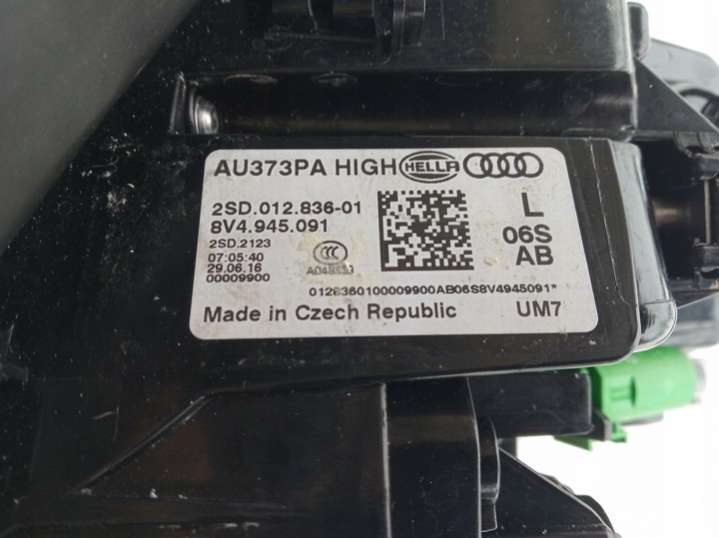 AU373PA HIGH HELLA
2SD.012.836-01
8V4.945.091
2SD.2123
07:05:40
29.06.16
00009900
CCC
L
06S
AB
0128360100009900AB06S8V4945091*
Made in Czech Republic
UM7